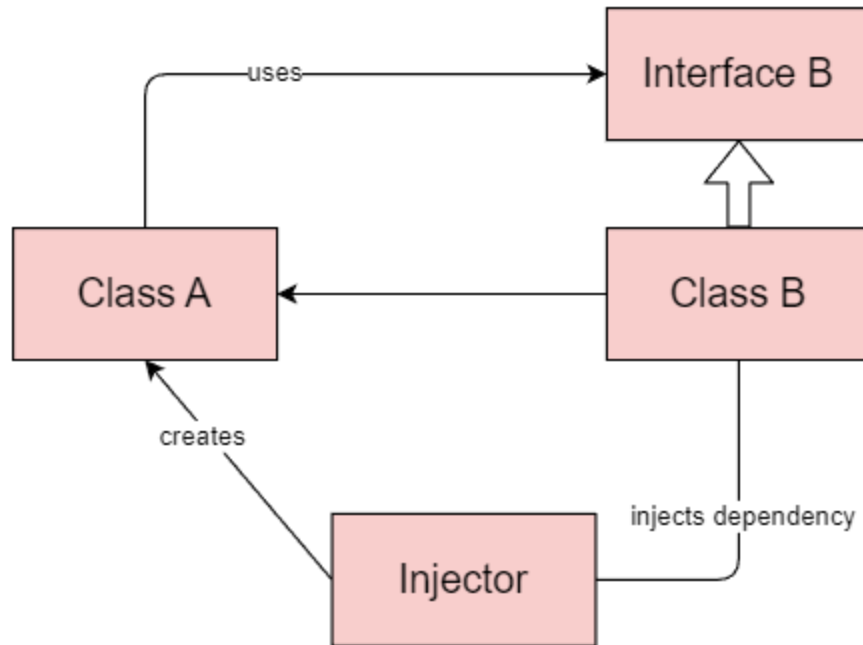 uses
Interface B
Class A
Class B
creates
injects dependency
Injector